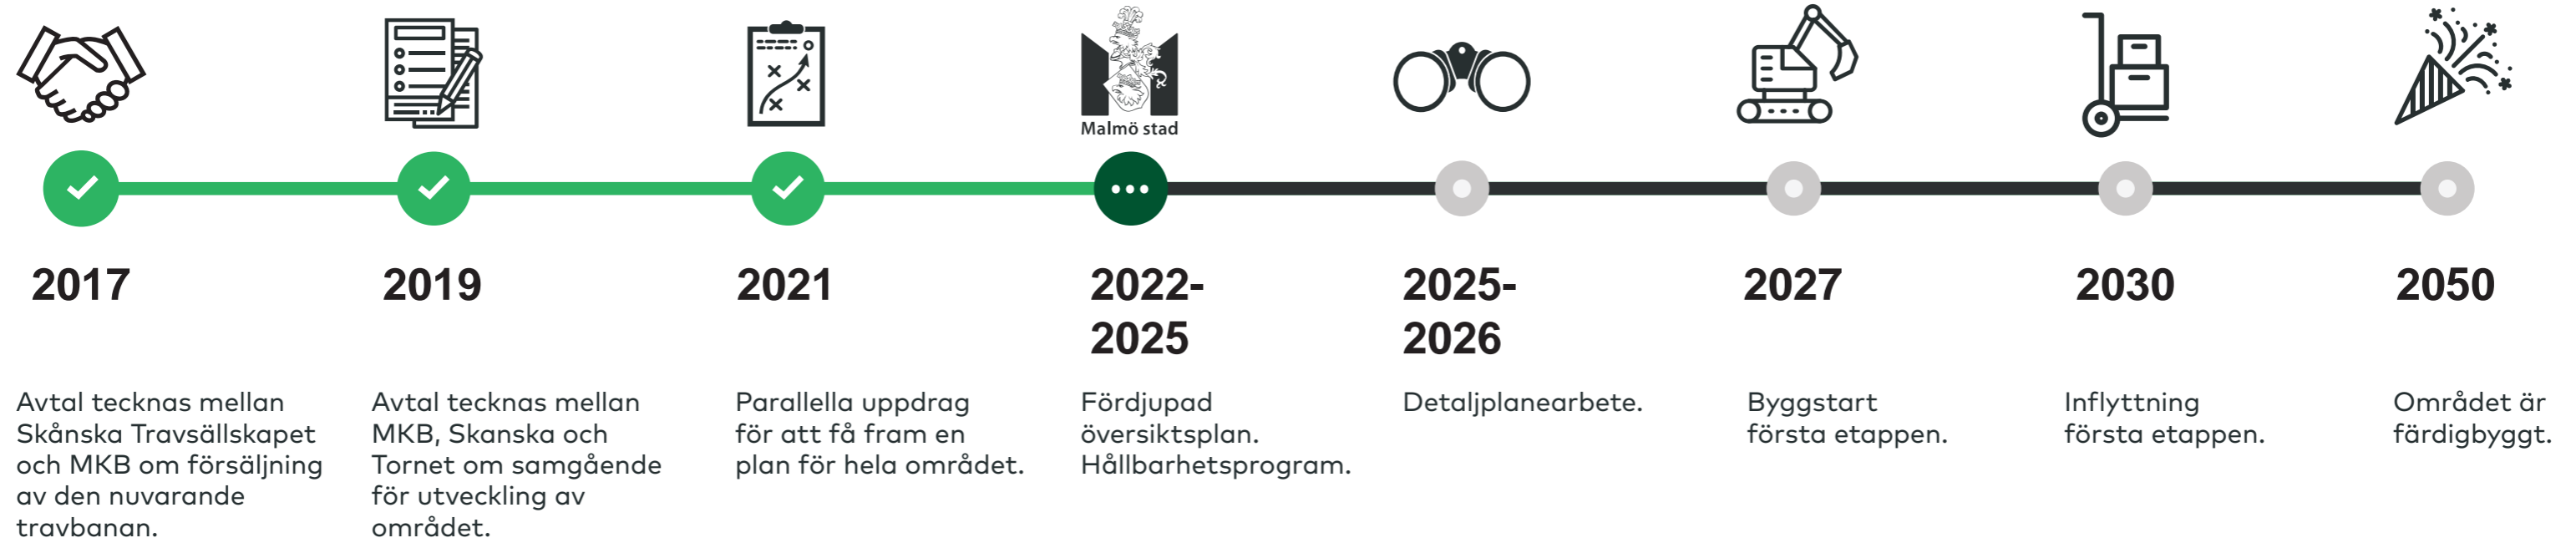 Malmö stad
2017
Avtal tecknas mellan
Skånska Travsällskapet
och MKB om försäljning
av den nuvarande
travbanan.
2019
Avtal tecknas mellan
MKB, Skanska och
Tornet om samgående
för utveckling av
området.
2021
Parallella uppdrag
för att få fram en
plan för hela området.
2022-
2025
Fördjupad
översiktsplan.
Hållbarhetsprogram.
2025-
2026
Detaljplanearbete.
2027
Byggstart
första etappen.
2030
Inflyttning
första etappen.
2050
Området är
färdigbyggt.